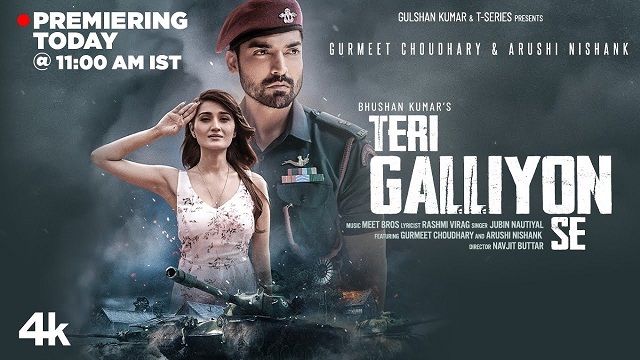 PREMIERING
TODAY
@ 11:00 AM IST
GULSHAN KUMAR & T-SERIES PRESENTS
GURMEET CHOUDHARY & ARUSHI NISHANK
BHUSHAN KUMAR'S
TERI
GALLIYON
SE
MUSIC MEET BROS LYRICIST RASHMI VIRAG SINGER JUBIN NAUTIYAL
FEATURING GURMEET CHOUDHARY AND ARUSHI NISHANK
DIRECTOR NAVJIT BUTTAR
4k